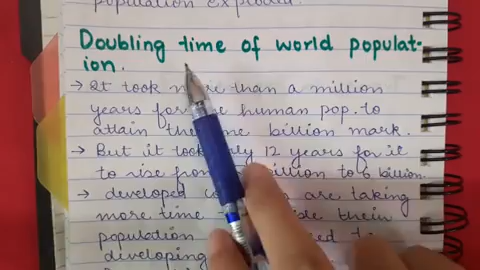 population exploded.
Doubling time of world populat-
ion.
→ It took more than a million
years for the human pop. to
attain the one billion mark.
→ But it took only 12 years for it
to rise from billion to 6 billion.
→ developed are taking
more time their
population to
developing